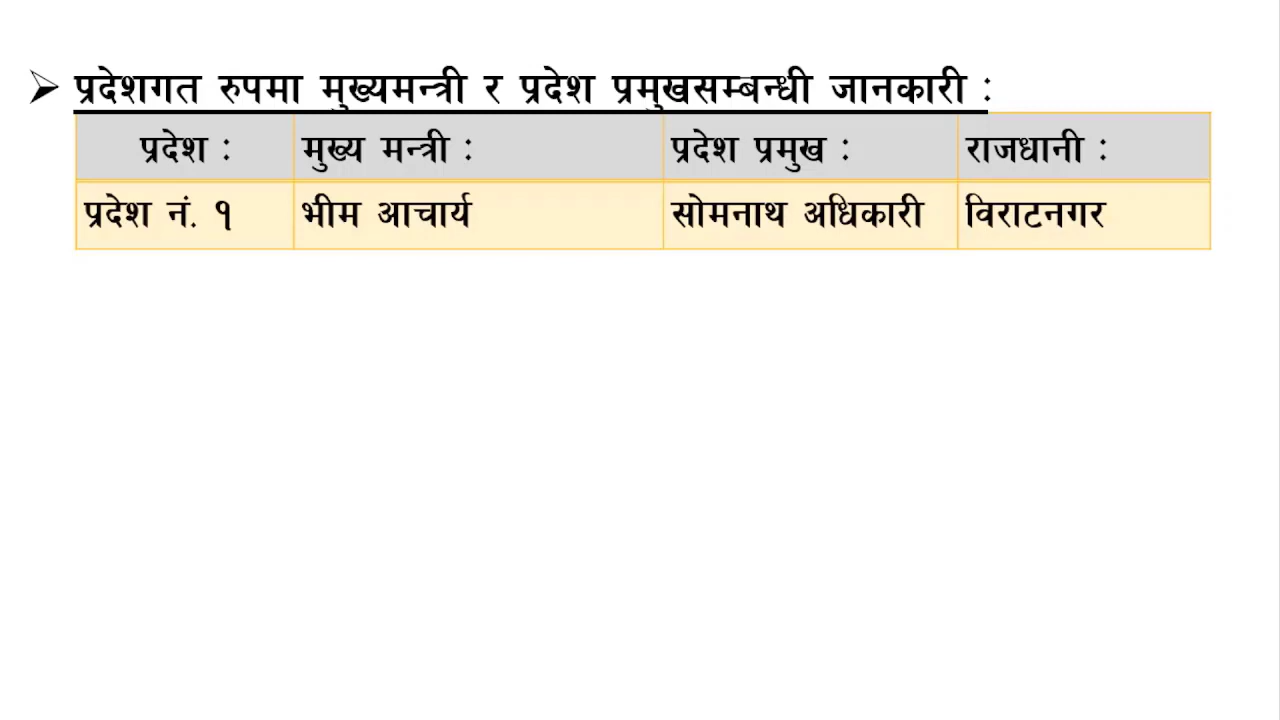 ➢ प्रदेशगत रुपमा मुख्यमन्त्री र प्रदेश प्रमुखसम्बन्धी जानकारी ः
प्रदेश ः मुख्य मन्त्री ः प्रदेश प्रमुख ः राजधानी ः
प्रदेश नं. १ भीम आचार्य सोमनाथ अधिकारी विराटनगर